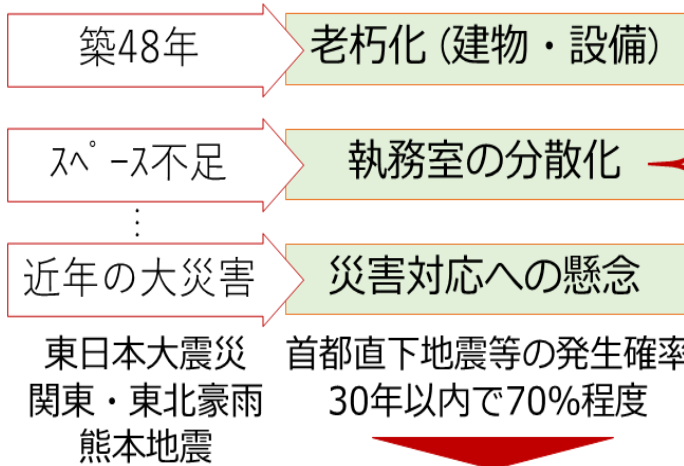 築48年
老朽化(建物・設備)
ｽﾍﾟｰｽ不足
執務室の分散化
近年の大災害
災害対応への懸念
東日本大震災
関東・東北豪雨
熊本地震
首都直下地震等の発生確率
30年以内で70%程度